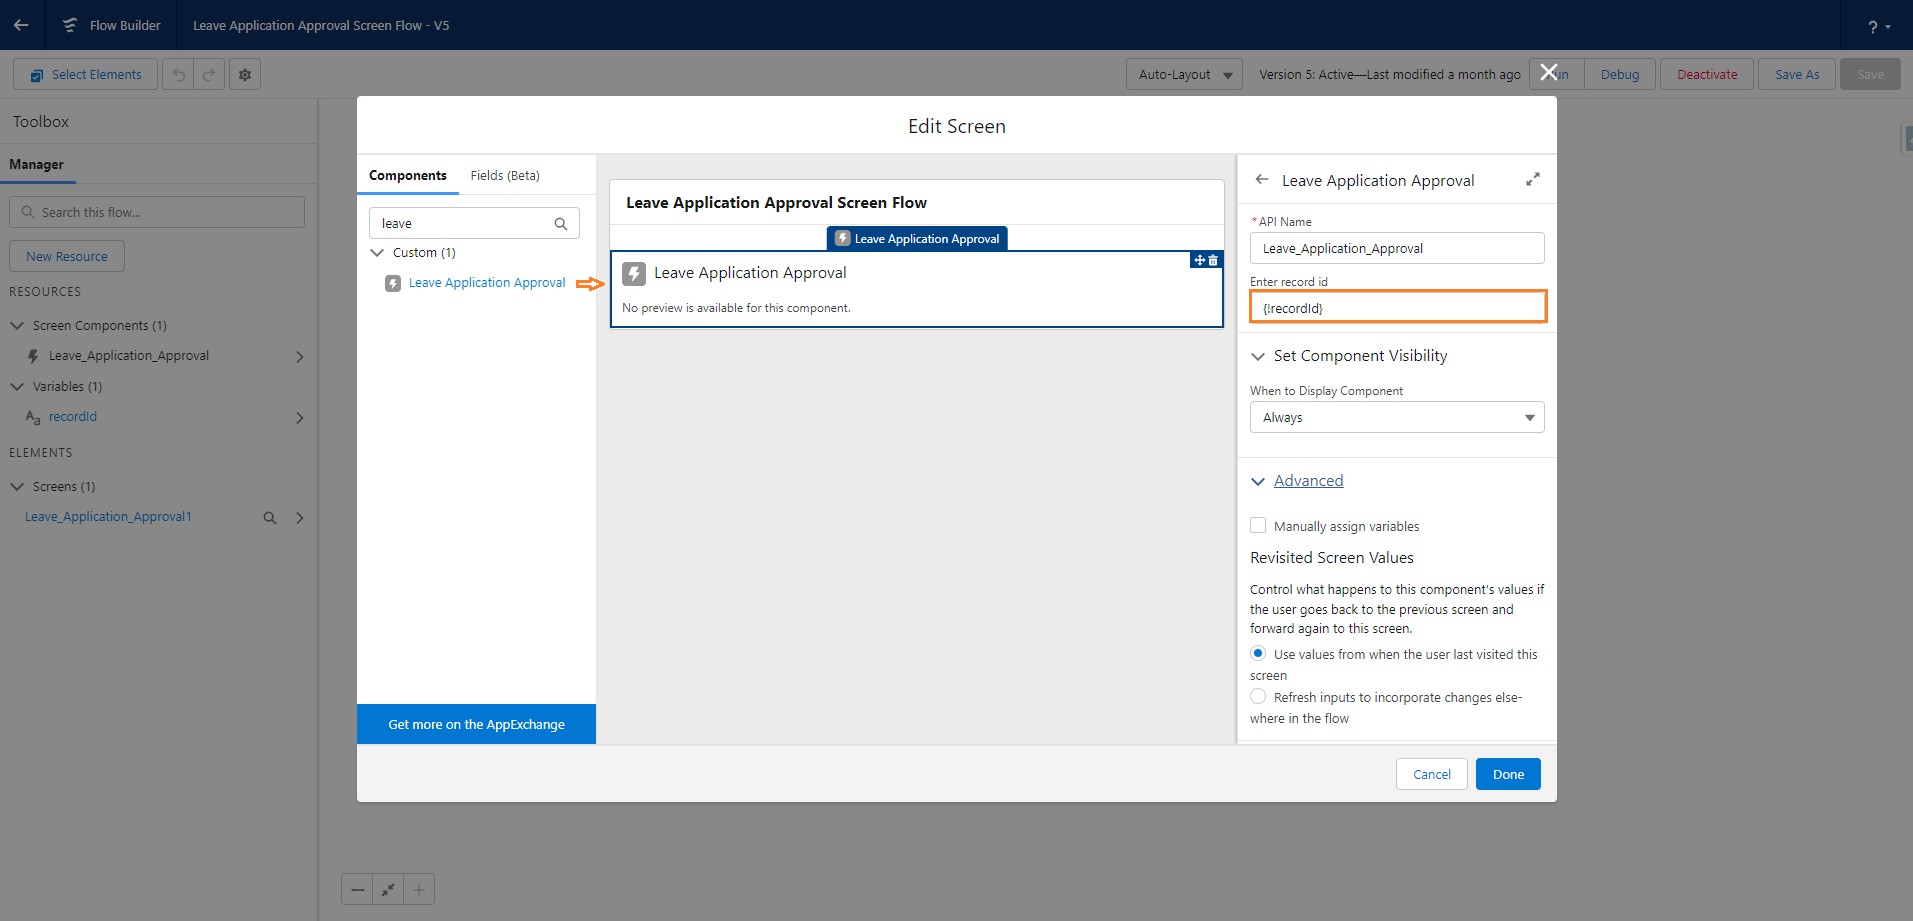 Flow Builder
Leave Application Approval Screen Flow - V5
?
Select Elements
Auto-Layout
Version 5: Active—Last modified a month ago
Debug
Deactivate
Save As
Save
Toolbox
Manager
Search this flow...
New Resource
RESOURCES
Screen Components (1)
Leave_Application_Approval
Variables (1)
Aa recordId
ELEMENTS
Screens (1)
Leave_Application_Approval1
Edit Screen
Components
Fields (Beta)
leave
Custom (1)
Leave Application Approval
Get more on the AppExchange
Leave Application Approval Screen Flow
Leave Application Approval
Leave Application Approval
No preview is available for this component.
Leave Application Approval
*API Name
Leave_Application_Approval
Enter record id
{!recordId}
Set Component Visibility
When to Display Component
Always
Advanced
Manually assign variables
Revisited Screen Values
Control what happens to this component's values if
the user goes back to the previous screen and
forward again to this screen.
Use values from when the user last visited this
screen
Refresh inputs to incorporate changes else-
where in the flow
Cancel
Done